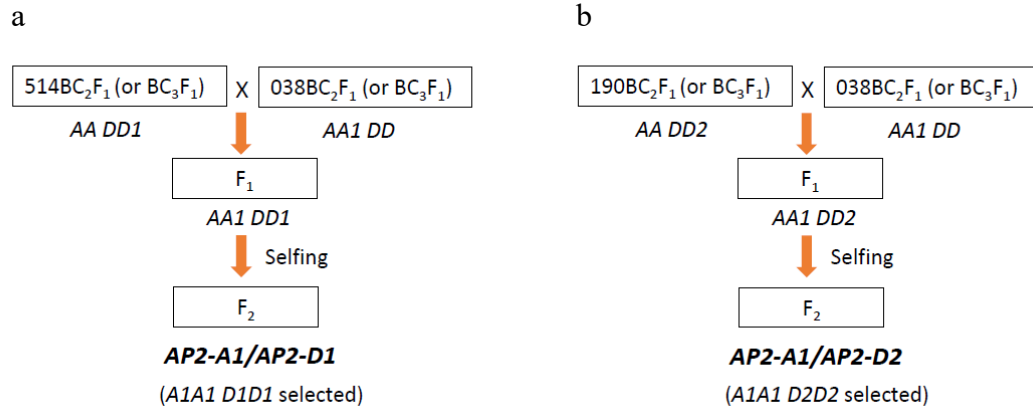 a
514BC₂F₁ (or BC₃F₁) X 038BC₂F₁ (or BC₃F₁)
AA DD1 AA1 DD
F₁
AA1 DD1
Selfing
F₂
AP2-A1/AP2-D1
(A1A1 D1D1 selected)
b
190BC₂F₁ (or BC₃F₁) X 038BC₂F₁ (or BC₃F₁)
AA DD2 AA1 DD
F₁
AA1 DD2
Selfing
F₂
AP2-A1/AP2-D2
(A1A1 D2D2 selected)